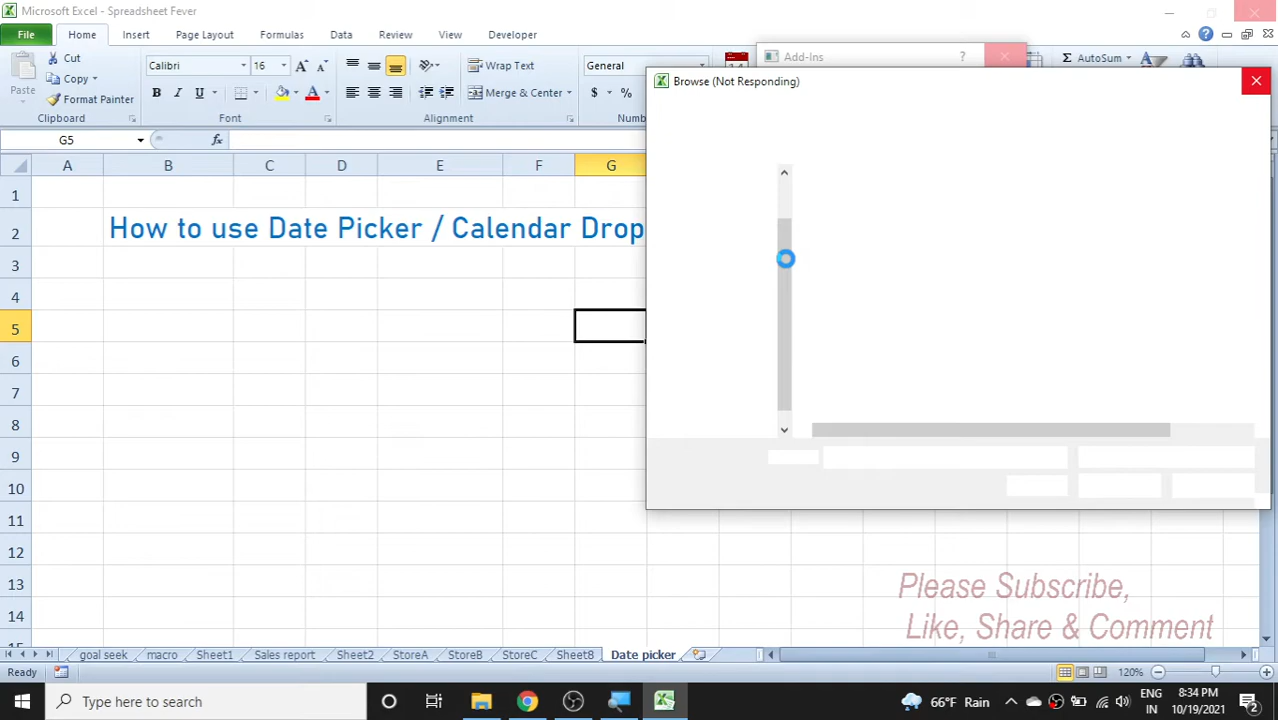 Microsoft Excel - Spreadsheet Fever
File Home Insert Page Layout Formulas Data Review View Developer
Paste
Cut
Copy
Format Painter
Clipboard
Calibri 16
B I U
Font
Wrap Text
Merge & Center
Alignment
General
$ %
Numb
Add-Ins
Σ AutoSum
Browse (Not Responding)
G5
fx
A B C D E F G
1
2 How to use Date Picker / Calendar Drop
3
4
5
6
7
8
9
10
11
12
13
14
15
Please Subscribe,
Like, Share & Comment
goal seek macro Sheet1 Sales report Sheet2 StoreA StoreB StoreC Sheet8 Date picker
Ready 120%
Type here to search
66°F Rain
ENG
IN
8:34 PM
10/19/2021
2